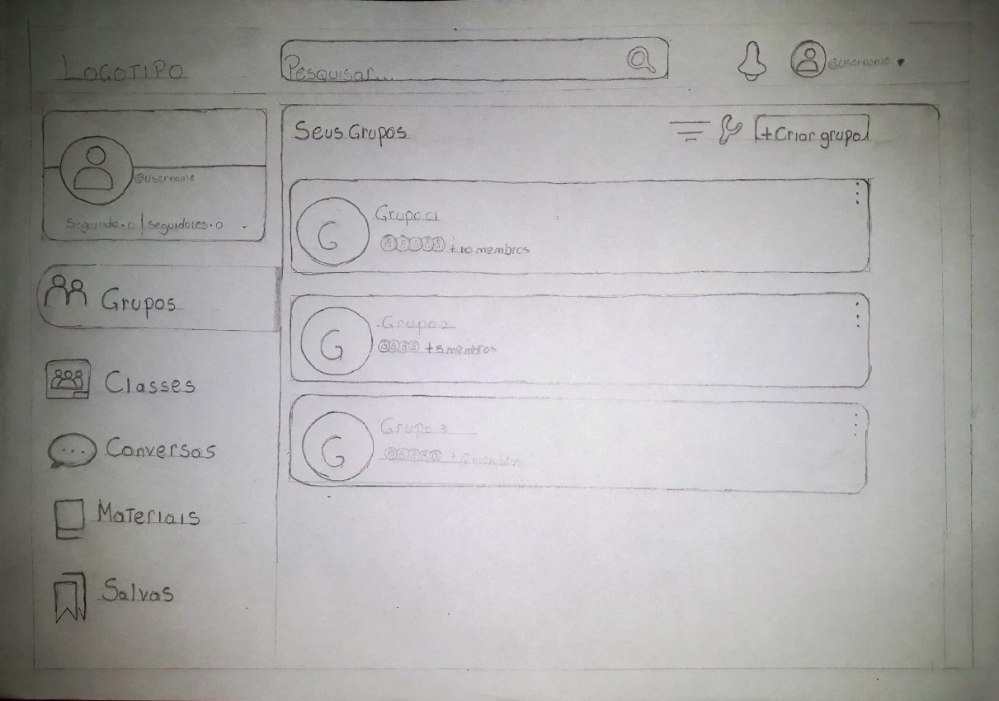 LOGOTIPO
Pesquisar...
@username
Seus Grupos
+Criar grupo
@username
Seguindo.0 | seguidores.0
Grupo 01
+10 membros
Grupos
Grupo 2
+5 membros
Classes
Grupo 3
membros
Conversas
Materiais
Salvas
G
G
G